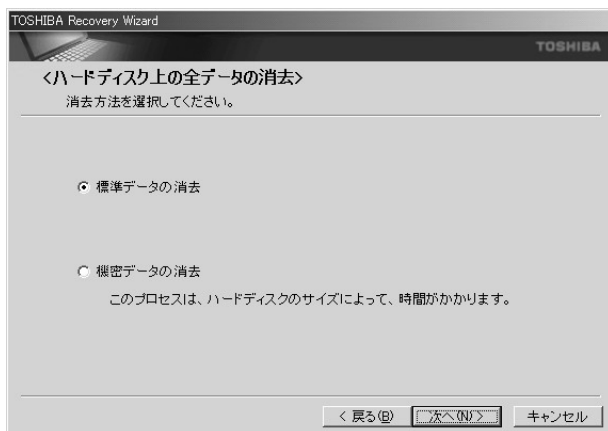 TOSHIBA Recovery Wizard
TOSHIBA
<ハードディスク上の全データの消去>
消去方法を選択してください。
標準データの消去
機密データの消去
このプロセスは、ハードディスクのサイズによって、時間がかかります。
< 戻る(B) 次へ(N) > キャンセル